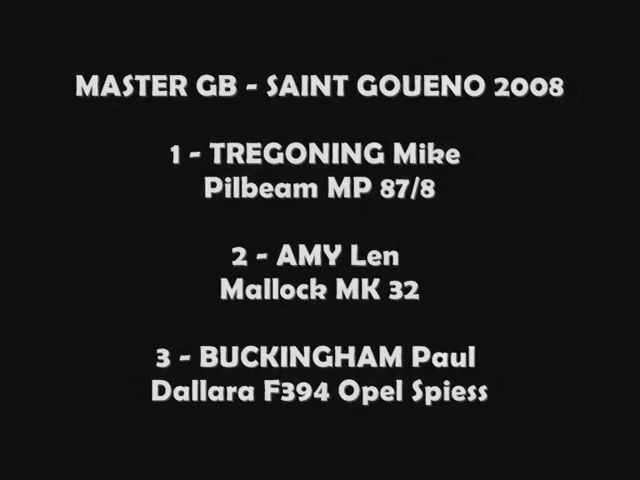 MASTER GB - SAINT GOUENO 2008
1 - TREGONING Mike
Pilbeam MP 87/8
2 - AMY Len
Mallock MK 32
3 - BUCKINGHAM Paul
Dallara F394 Opel Spiess